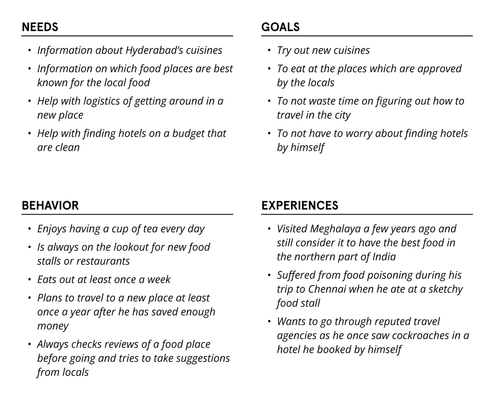 NEEDS
• Information about Hyderabad's cuisines
• Information on which food places are best
known for the local food
• Help with logistics of getting around in a
new place
• Help with finding hotels on a budget that
are clean
GOALS
• Try out new cuisines
• To eat at the places which are approved
by the locals
• To not waste time on figuring out how to
travel in the city
• To not have to worry about finding hotels
by himself
BEHAVIOR
• Enjoys having a cup of tea every day
• Is always on the lookout for new food
stalls or restaurants
• Eats out at least once a week
• Plans to travel to a new place at least
once a year after he has saved enough
money
• Always checks reviews of a food place
before going and tries to take suggestions
from locals
EXPERIENCES
• Visited Meghalaya a few years ago and
still consider it to have the best food in
the northern part of India
• Suffered from food poisoning during his
trip to Chennai when he ate at a sketchy
food stall
• Wants to go through reputed travel
agencies as he once saw cockroaches in a
hotel he booked by himself